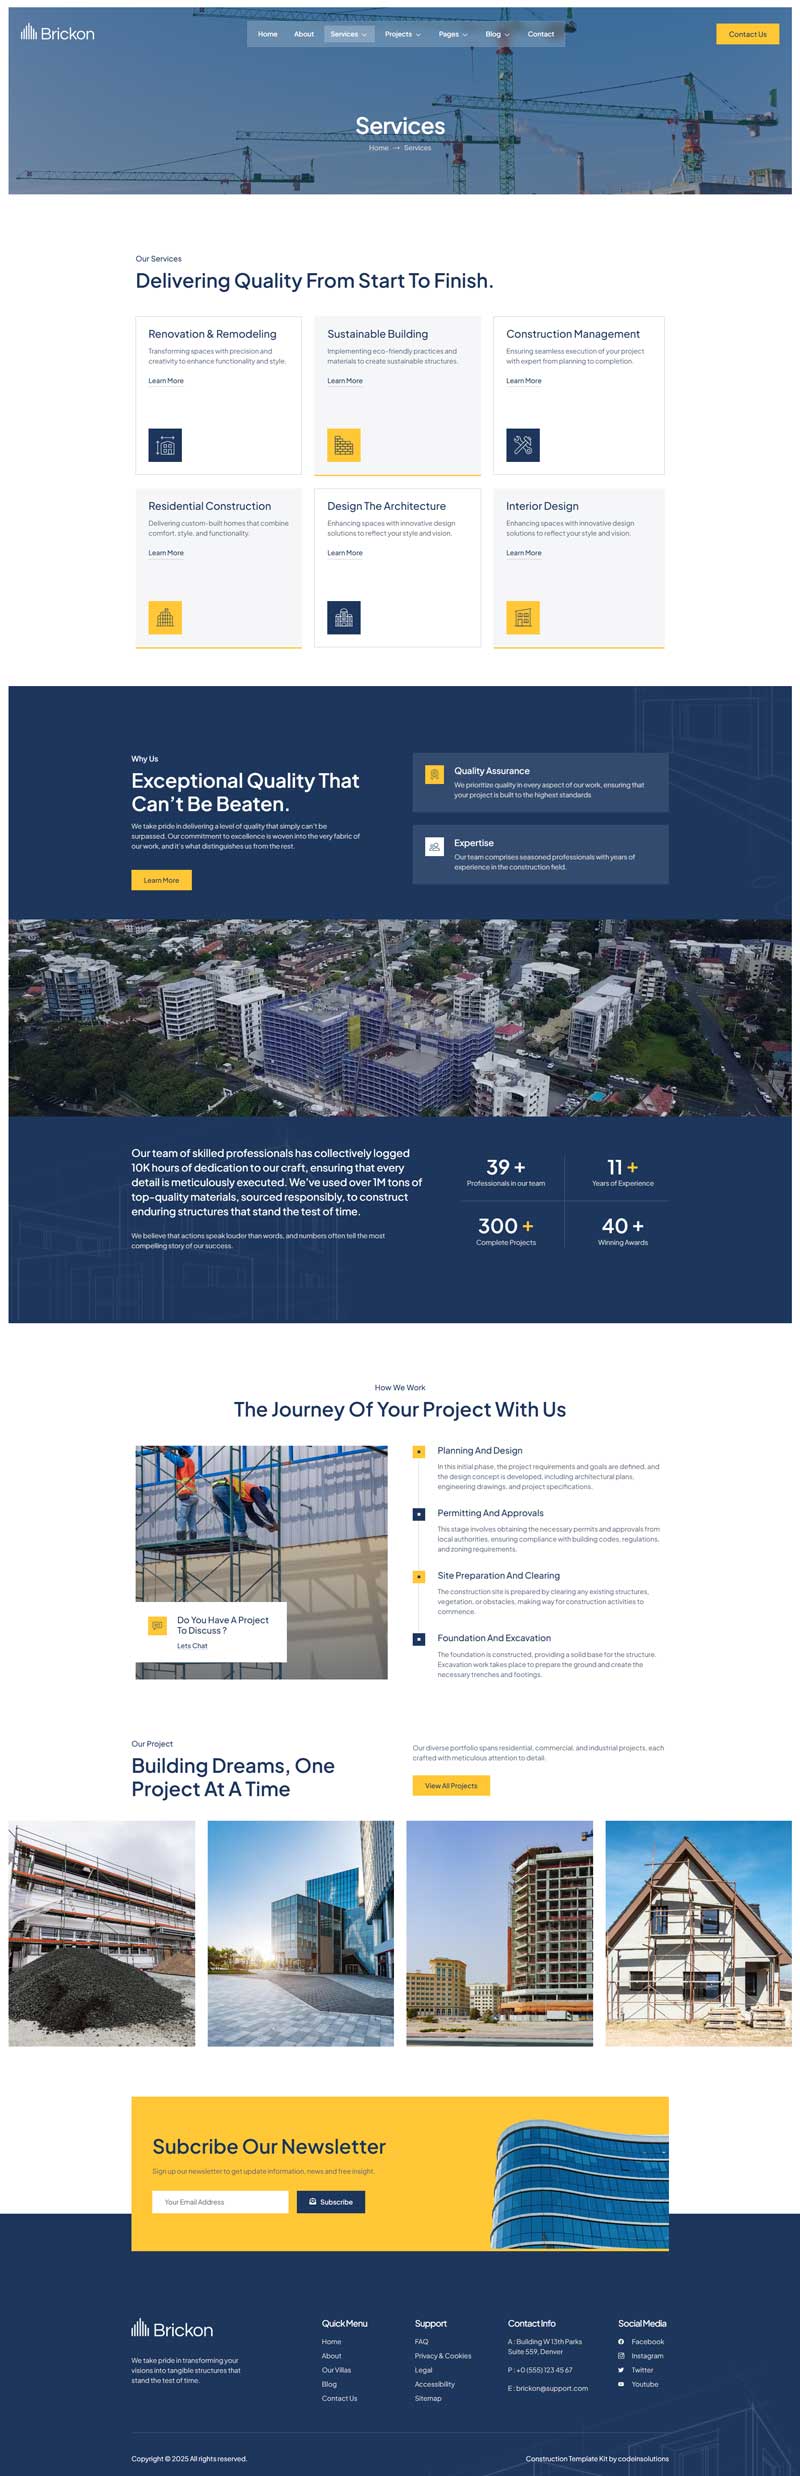 Brickon
Home About Services Projects Pages Blog Contact
Contact Us
Services
Home → Services
Our Services
Delivering Quality From Start To Finish.
Renovation & Remodeling
Transforming spaces with precision and
creativity to enhance functionality and style.
Learn More
Sustainable Building
Implementing eco-friendly practices and
materials to create sustainable structures.
Learn More
Construction Management
Ensuring seamless execution of your project
with expert from planning to completion.
Learn More
Residential Construction
Delivering custom-built homes that combine
comfort, style, and functionality.
Learn More
Design The Architecture
Enhancing spaces with innovative design
solutions to reflect your style and vision.
Learn More
Interior Design
Enhancing spaces with innovative design
solutions to reflect your style and vision.
Learn More
Why Us
Exceptional Quality That
Can't Be Beaten.
We take pride in delivering a level of quality that simply can't be
surpassed. Our commitment to excellence is woven into the very fabric of
our work, and it's what distinguishes us from the rest.
Learn More
Quality Assurance
We prioritize quality in every aspect of our work, ensuring that
your project is built to the highest standards
Expertise
Our team comprises seasoned professionals with years of
experience in the construction field.
Our team of skilled professionals has collectively logged
10K hours of dedication to our craft, ensuring that every
detail is meticulously executed. We've used over 1M tons of
top-quality materials, sourced responsibly, to construct
enduring structures that stand the test of time.
We believe that actions speak louder than words, and numbers often tell the most
compelling story of our success.
39 +
Professionals in our team
11 +
Years of Experience
300 +
Complete Projects
40 +
Winning Awards
How We Work
The Journey Of Your Project With Us
Do You Have A Project
To Discuss ?
Lets Chat
Planning And Design
In this initial phase, the project requirements and goals are defined, and
the design concept is developed, including architectural plans,
engineering drawings, and project specifications.
Permitting And Approvals
This stage involves obtaining the necessary permits and approvals from
local authorities, ensuring compliance with building codes, regulations,
and zoning requirements.
Site Preparation And Clearing
The construction site is prepared by clearing any existing structures,
vegetation, or obstacles, making way for construction activities to
commence.
Foundation And Excavation
The foundation is constructed, providing a solid base for the structure.
Excavation work takes place to prepare the ground and create the
necessary trenches and footings.
Our Project
Building Dreams, One
Project At A Time
Our diverse portfolio spans residential, commercial, and industrial projects, each
crafted with meticulous attention to detail.
View All Projects
Subcribe Our Newsletter
Sign up our newsletter to get update information, news and free insight.
Your Email Address
Subscribe
Brickon
We take pride in transforming your
visions into tangible structures that
stand the test of time.
Quick Menu
Home
About
Our Villas
Blog
Contact Us
Support
FAQ
Privacy & Cookies
Legal
Accessibility
Sitemap
Contact Info
A : Building W 13th Parks
Suite 559, Denver
P : +0 (555) 123 45 67
E : brickon@support.com
Social Media
Facebook
Instagram
Twitter
Youtube
Copyright © 2025 All rights reserved.
Construction Template Kit by codeinsolutions